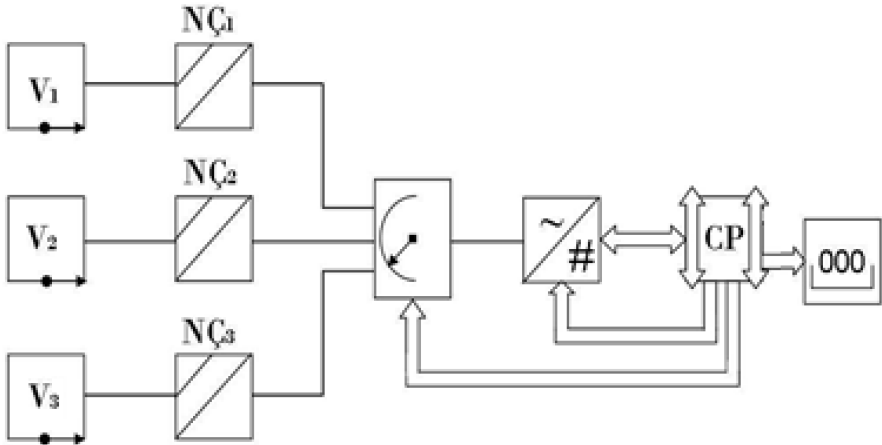 NÇ₁
V₁
NÇ₂
V₂
~
#
CP
000
NÇ₃
V₃